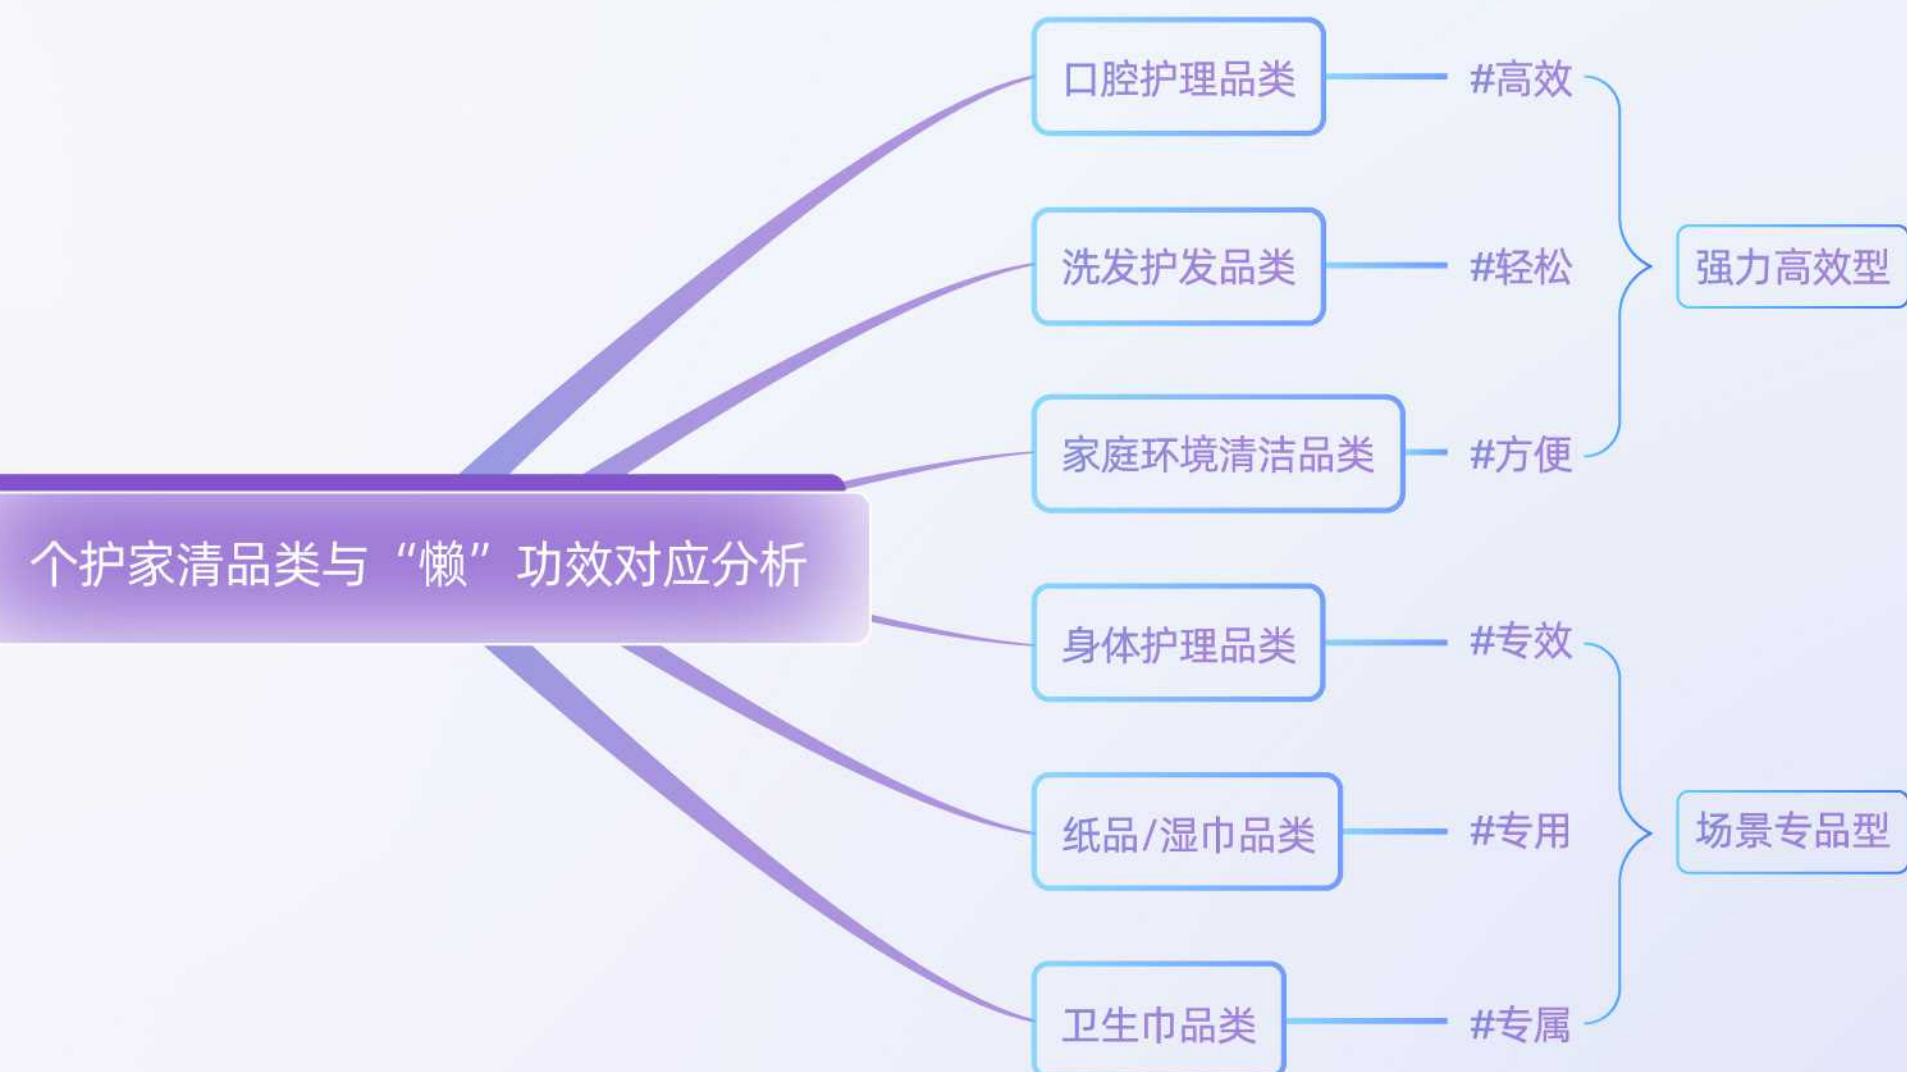 口腔护理品类 #高效
洗发护发品类 #轻松 强力高效型
家庭环境清洁品类 #方便
个护家清品类与“懒”功效对应分析
身体护理品类 #专效
纸品/湿巾品类 #专用 场景专品型
卫生巾品类 #专属